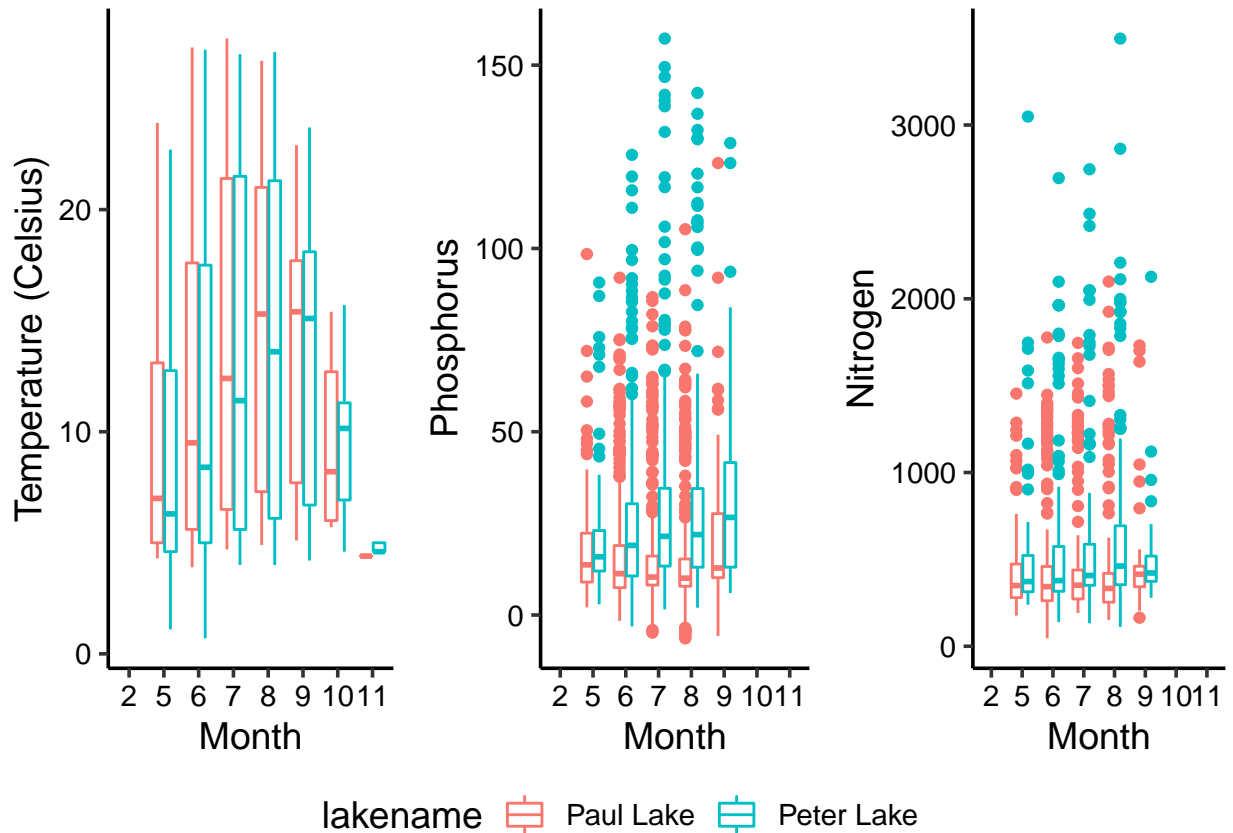 Temperature (Celsius)
20
10
0
2 5 6 7 8 9 10 11
Month
Phosphorus
150
100
50
0
2 5 6 7 8 9 10 11
Month
Nitrogen
3000
2000
1000
0
2 5 6 7 8 9 10 11
Month
lakename Paul Lake Peter Lake